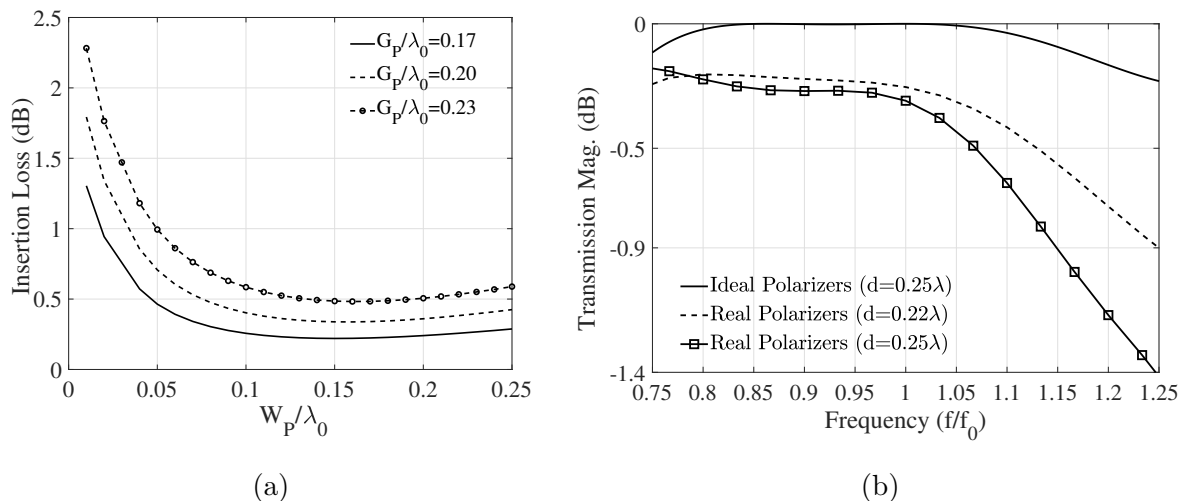 2.5
2
1.5
1
0.5
0
Insertion Loss (dB)
G_P/λ_0=0.17
G_P/λ_0=0.20
G_P/λ_0=0.23
0 0.05 0.1 0.15 0.2 0.25
W_P/λ_0
(a)
0
-0.5
-0.9
-1.4
Transmission Mag. (dB)
Ideal Polarizers (d=0.25λ)
Real Polarizers (d=0.22λ)
Real Polarizers (d=0.25λ)
0.75 0.8 0.85 0.9 0.95 1 1.05 1.1 1.15 1.2 1.25
Frequency (f/f_0)
(b)